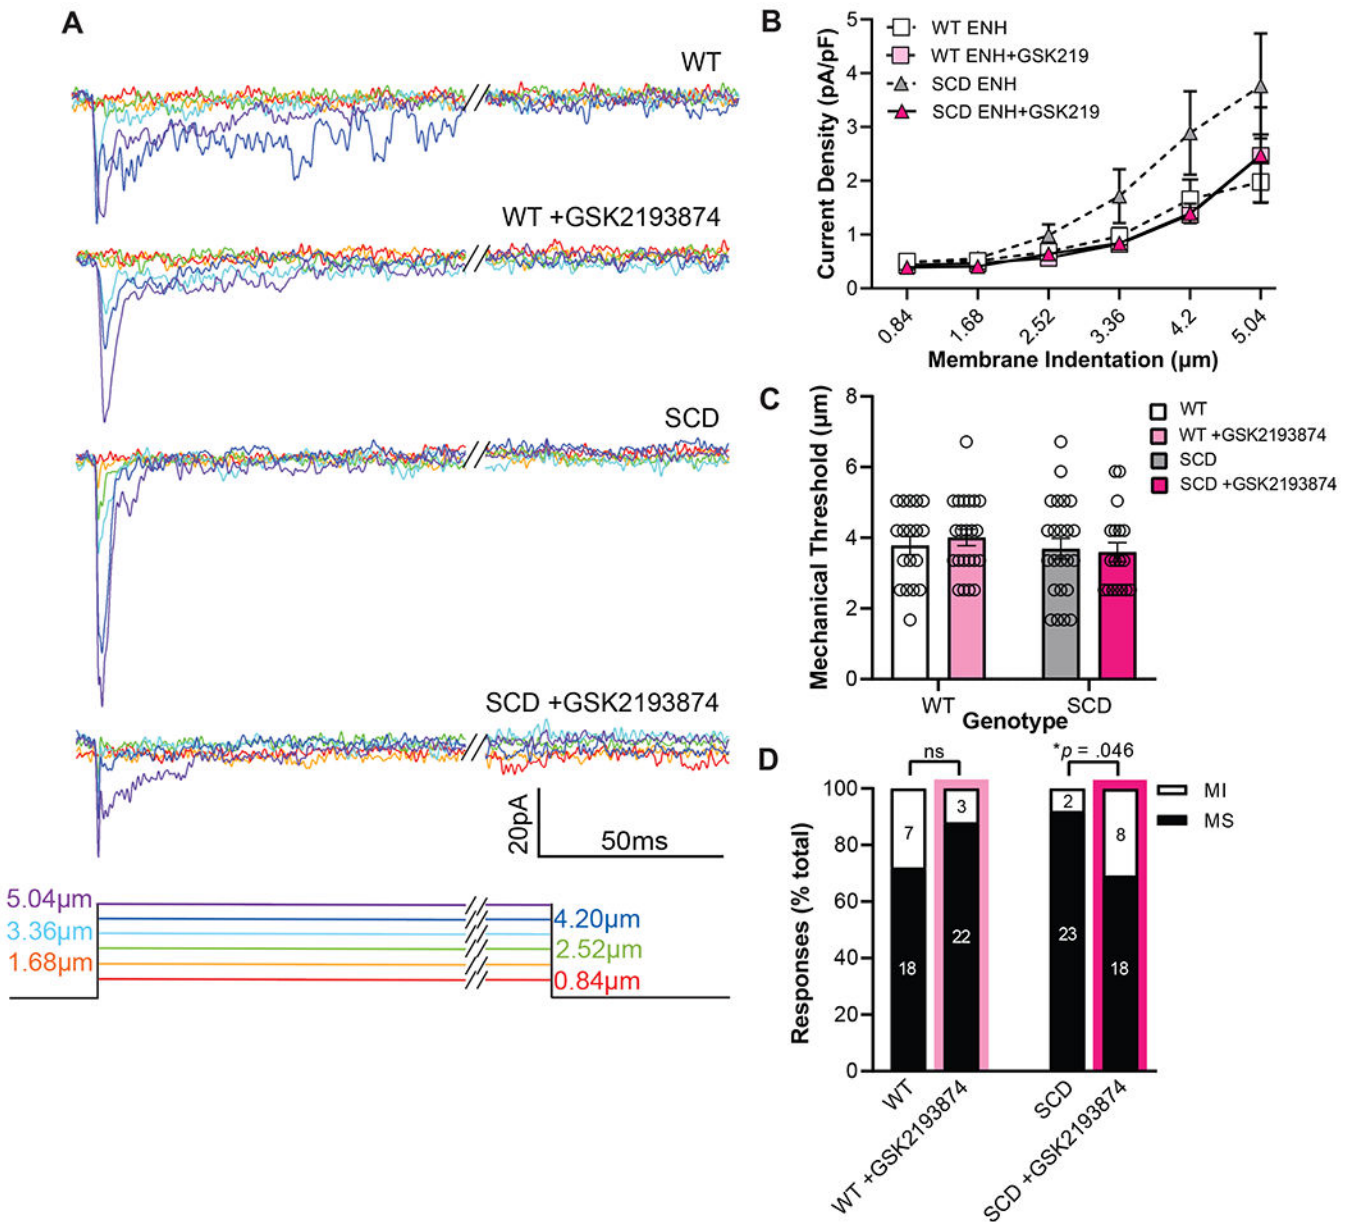 A
WT
WT +GSK2193874
SCD
SCD +GSK2193874
20pA
50ms
5.04µm
3.36µm
1.68µm
4.20µm
2.52µm
0.84µm
B
Current Density (pA/pF)
5
4
3
2
1
0
WT ENH
WT ENH+GSK219
SCD ENH
SCD ENH+GSK219
0.84
1.68
2.52
3.36
4.2
5.04
Membrane Indentation (µm)
C
Mechanical Threshold (µm)
8
6
4
2
0
WT
WT +GSK2193874
SCD
SCD +GSK2193874
WT
SCD
Genotype
D
ns
*p = .046
Responses (% total)
100
80
60
40
20
0
7
3
2
8
18
22
23
18
MI
MS
WT
WT +GSK2193874
SCD
SCD +GSK2193874